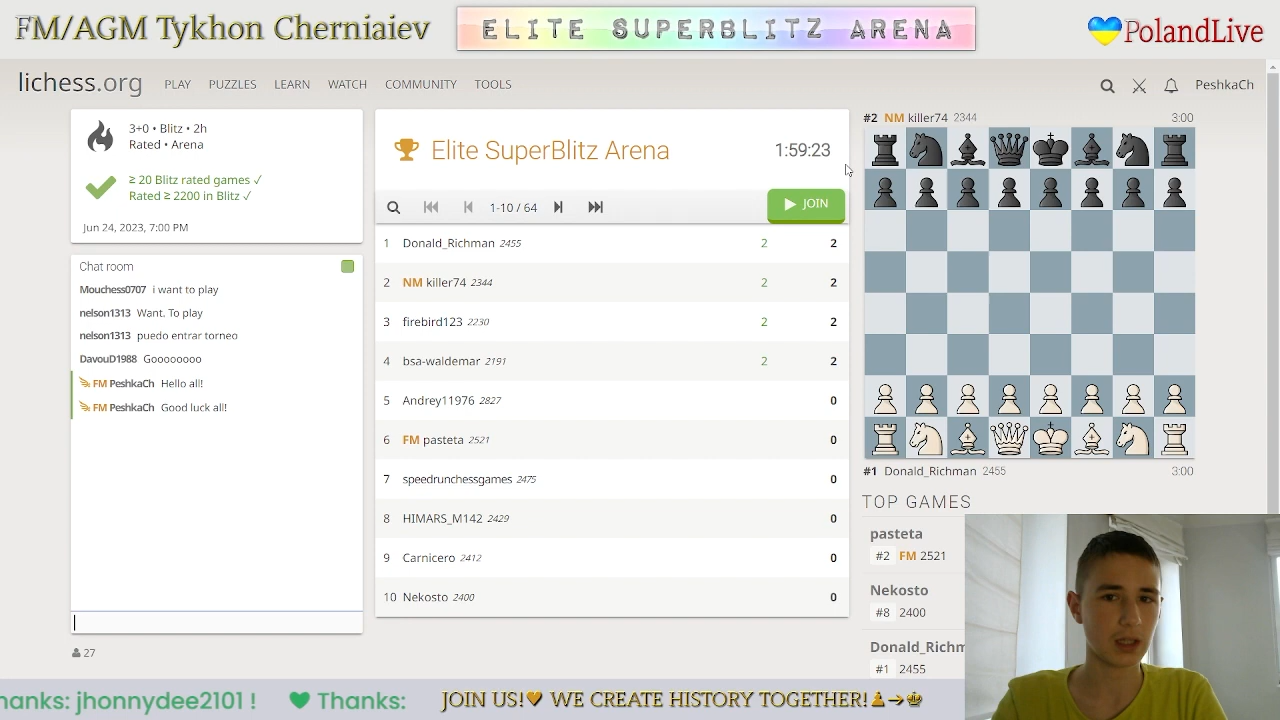 FM/AGM Tykhon Cherniaiev
ELITE SUPERBLITZ ARENA
PolandLive
lichess.org
PLAY PUZZLES LEARN WATCH COMMUNITY TOOLS
PeshkaCh
3+0 • Blitz • 2h
Rated • Arena
≥ 20 Blitz rated games ✓
Rated ≥ 2200 in Blitz ✓
Jun 24, 2023, 7:00 PM
Chat room
Mouchess0707 i want to play
nelson1313 Want. To play
nelson1313 puedo entrar torneo
DavouD1988 Goooooooo
FM PeshkaCh Hello all!
FM PeshkaCh Good luck all!
27
Elite SuperBlitz Arena 1:59:23
1-10 / 64 JOIN
1 Donald_Richman 2455 2 2
2 NM killer74 2344 2 2
3 firebird123 2230 2 2
4 bsa-waldemar 2191 2 2
5 Andrey11976 2827 0
6 FM pasteta 2521 0
7 speedrunchessgames 2475 0
8 HIMARS_M142 2429 0
9 Carnicero 2412 0
10 Nekosto 2400 0
#2 NM killer74 2344 3:00
#1 Donald_Richman 2455 3:00
TOP GAMES
pasteta
#2 FM 2521
Nekosto
#8 2400
Donald_Richm
#1 2455
hanks: jhonnydee2101 ! Thanks: JOIN US! WE CREATE HISTORY TOGETHER!